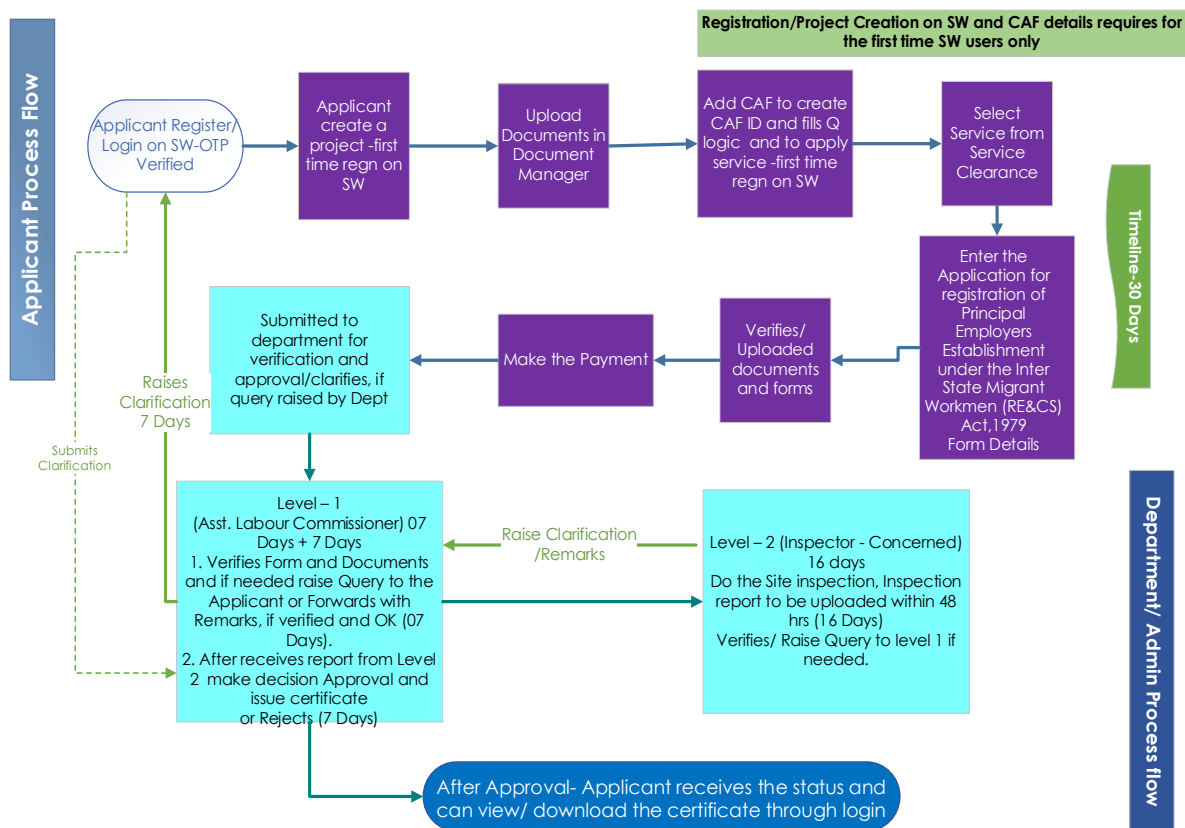 Registration/Project Creation on SW and CAF details requires for
the first time SW users only
Applicant Process Flow
Applicant Register/
Login on SW-OTP
Verified
Applicant
create a
project -first
time regn on
SW
Upload
Documents in
Document
Manager
Add CAF to create
CAF ID and fills Q
logic and to apply
service -first time
regn on SW
Select
Service from
Service
Clearance
Timeline-30 Days
Enter the
Application for
registration of
Principal
Employers
Establishment
under the Inter
State Migrant
Workmen (RE&CS)
Act,1979
Form Details
Verifies/
Uploaded
documents
and forms
Make the Payment
Submitted to
department for
verification and
approval/clarifies, if
query raised by Dept
Raises
Clarification
7 Days
Submits
Clarification
Level – 1
(Asst. Labour Commissioner) 07
Days + 7 Days
1. Verifies Form and Documents
and if needed raise Query to the
Applicant or Forwards with
Remarks, if verified and OK (07
Days).
2. After receives report from Level
2 make decision Approval and
issue certificate
or Rejects (7 Days)
Raise Clarification
/Remarks
Level – 2 (Inspector - Concerned)
16 days
Do the Site inspection, Inspection
report to be uploaded within 48
hrs (16 Days)
Verifies/ Raise Query to level 1 if
needed.
Department/ Admin Process flow
After Approval- Applicant receives the status and
can view/ download the certificate through login